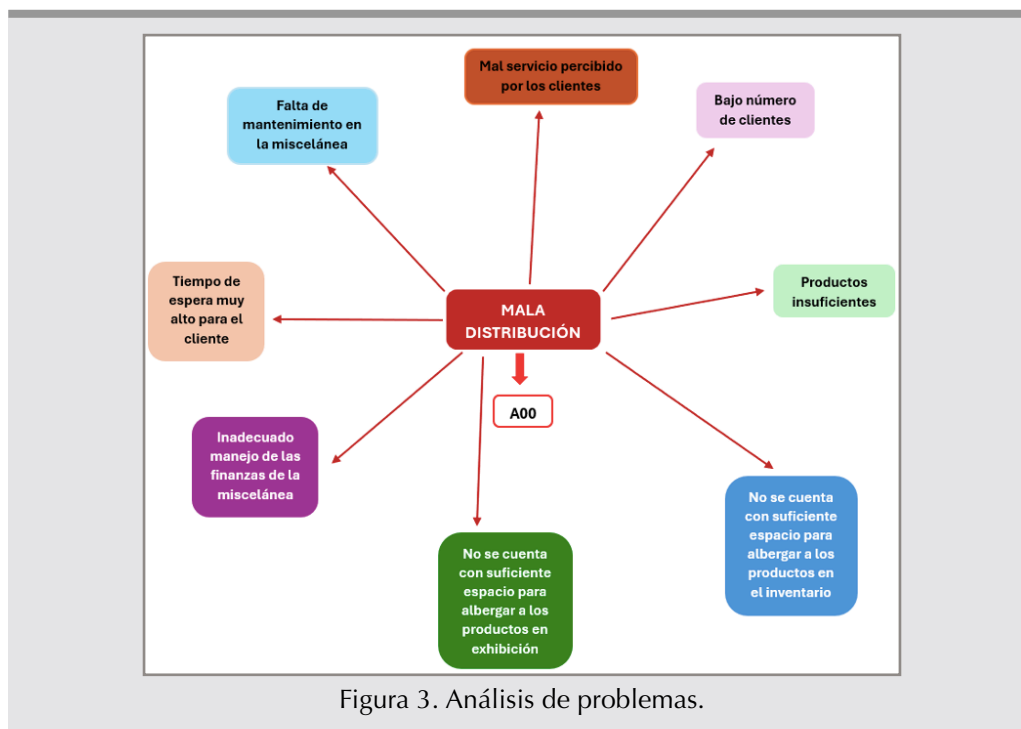 Mal servicio percibido
por los clientes
Falta de
mantenimiento en
la miscelánea
Bajo número
de clientes
Tiempo de
espera muy
alto para el
cliente
Productos
insuficientes
MALA
DISTRIBUCIÓN
A00
Inadecuado
manejo de las
finanzas de la
miscelánea
No se cuenta
con suficiente
espacio para
albergar a los
productos en
exhibición
No se cuenta
con suficiente
espacio para
albergar a los
productos en
el inventario
Figura 3. Análisis de problemas.